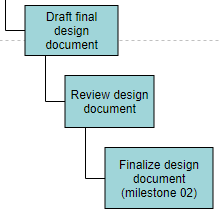 Draft final
design
document
Review design
document
Finalize design
document
(milestone 02)